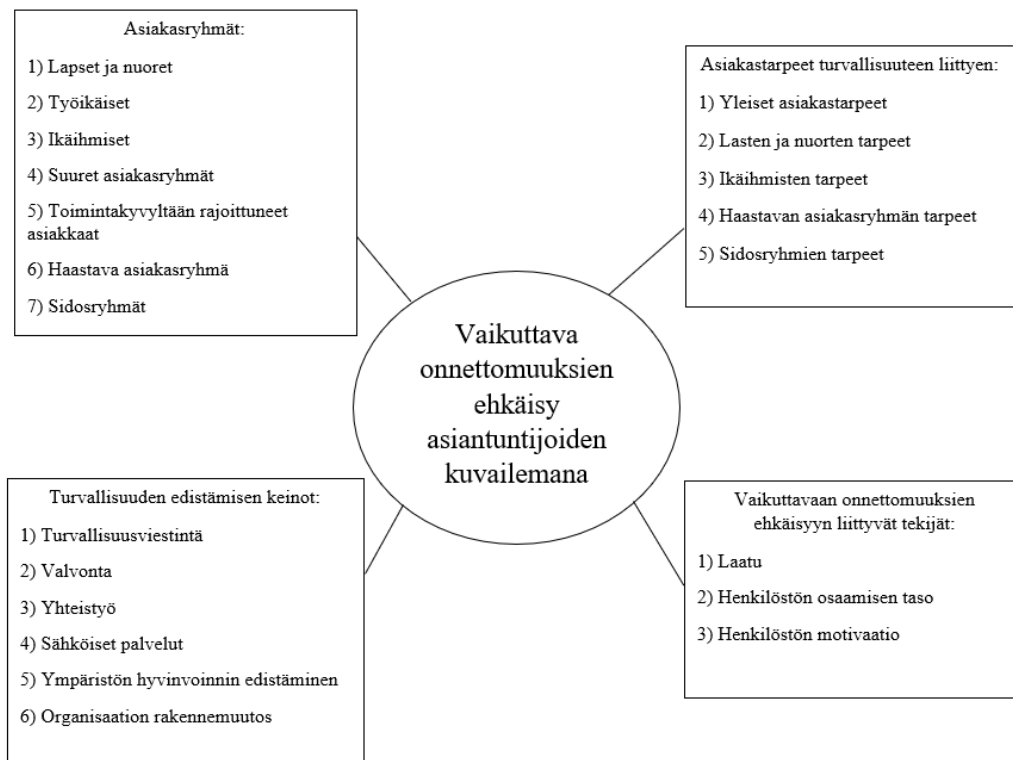 Asiakasryhmät:
1) Lapset ja nuoret
2) Työikäiset
3) Ikäihmiset
4) Suuret asiakasryhmät
5) Toimintakyvyltään rajoittuneet
asiakkaat
6) Haastava asiakasryhmä
7) Sidosryhmät
Asiakastarpeet turvallisuuteen liittyen:
1) Yleiset asiakastarpeet
2) Lasten ja nuorten tarpeet
3) Ikäihmisten tarpeet
4) Haastavan asiakasryhmän tarpeet
5) Sidosryhmien tarpeet
Vaikuttava
onnettomuuksien
ehkäisy
asiantuntijoiden
kuvailemana
Turvallisuuden edistämisen keinot:
1) Turvallisuusviestintä
2) Valvonta
3) Yhteistyö
4) Sähköiset palvelut
5) Ympäristön hyvinvoinnin edistäminen
6) Organisaation rakennemuutos
Vaikuttavaan onnettomuuksien
ehkäisyyn liittyvät tekijät:
1) Laatu
2) Henkilöstön osaamisen taso
3) Henkilöstön motivaatio